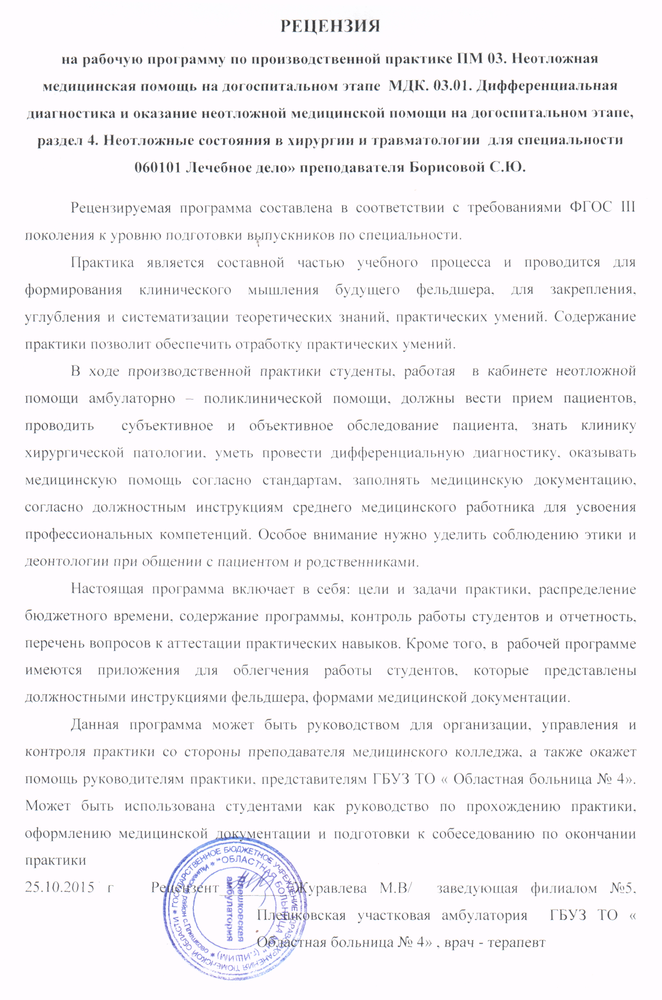 РЕЦЕНЗИЯ
на рабочую программу по производственной практике ПМ 03. Неотложная
медицинская помощь на догоспитальном этапе МДК. 03.01. Дифференциальная
диагностика и оказание неотложной медицинской помощи на догоспитальном этапе,
раздел 4. Неотложные состояния в хирургии и травматологии для специальности
060101 Лечебное дело» преподавателя Борисовой С.Ю.
Рецензируемая программа составлена в соответствии с требованиями ФГОС III
поколения к уровню подготовки выпускников по специальности.
Практика является составной частью учебного процесса и проводится для
формирования клинического мышления будущего фельдшера, для закрепления,
углубления и систематизации теоретических знаний, практических умений. Содержание
практики позволит обеспечить отработку практических умений.
В ходе производственной практики студенты, работая в кабинете неотложной
помощи амбулаторно – поликлинической помощи, должны вести прием пациентов,
проводить субъективное и объективное обследование пациента, знать клинику
хирургической патологии, уметь провести дифференциальную диагностику, оказывать
медицинскую помощь согласно стандартам, заполнять медицинскую документацию,
согласно должностным инструкциям среднего медицинского работника для усвоения
профессиональных компетенций. Особое внимание нужно уделить соблюдению этики и
деонтологии при общении с пациентом и родственниками.
Настоящая программа включает в себя: цели и задачи практики, распределение
бюджетного времени, содержание программы, контроль работы студентов и отчетность,
перечень вопросов к аттестации практических навыков. Кроме того, в рабочей программе
имеются приложения для облегчения работы студентов, которые представлены
должностными инструкциями фельдшера, формами медицинской документации.
Данная программа может быть руководством для организации, управления и
контроля практики со стороны преподавателя медицинского колледжа, а также окажет
помощь руководителям практики, представителям ГБУЗ ТО « Областная больница № 4».
Может быть использована студентами как руководство по прохождению практики,
оформлению медицинской документации и подготовки к собеседованию по окончании
практики
25.10.2015 г Рецензент__________/Журавлева М.В/ заведующая филиалом №5,
Плешковская участковая амбулатория ГБУЗ ТО «
Областная больница № 4» , врач - терапевт
ГОСУДАРСТВЕННОЕ БЮДЖЕТНОЕ УЧРЕЖДЕНИЕ ЗДРАВООХРАНЕНИЯ ТЮМЕНСКОЙ ОБЛАСТИ *
* "ОБЛАСТНАЯ БОЛЬНИЦА №4" (г.ИШИМ) *
Плешковская
амбулатория